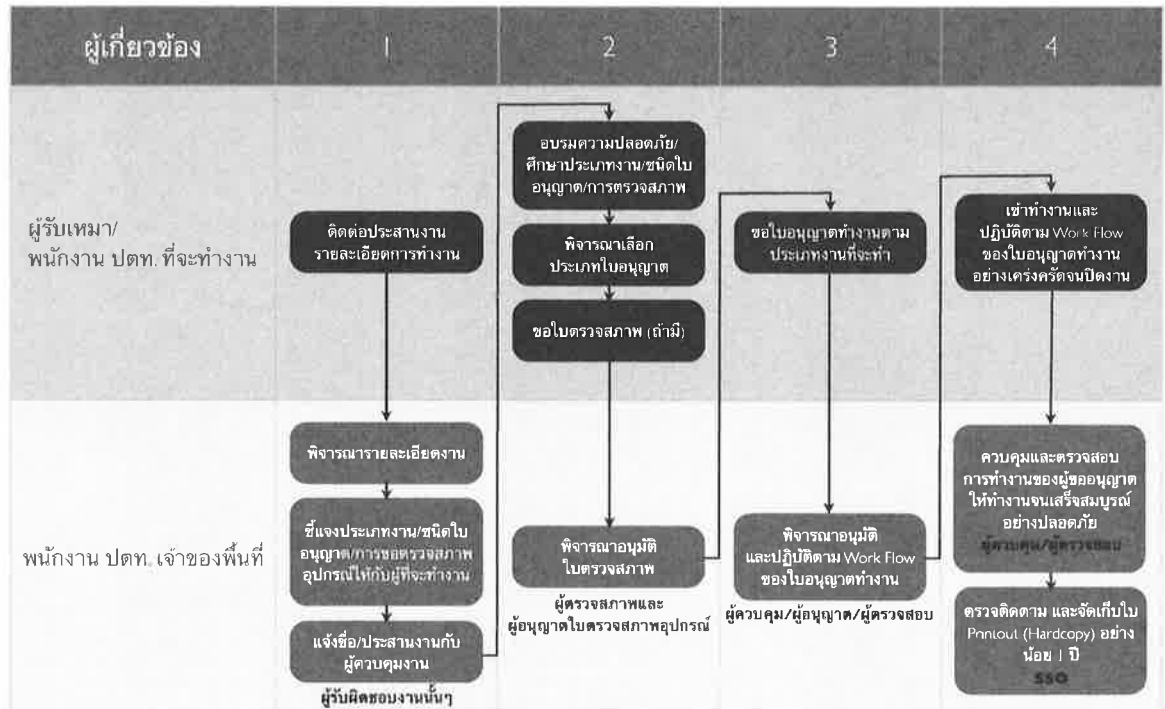 ผู้เกี่ยวข้อง
1
2
3
4
ผู้รับเหมา/
พนักงาน ปตท. ที่จะทำงาน
ติดต่อประสานงาน
รายละเอียดการทำงาน
อบรมความปลอดภัย/
ศึกษาประเภทงาน/ชนิดใบ
อนุญาต/การตรวจสภาพ
พิจารณาเลือก
ประเภทใบอนุญาต
ขอใบตรวจสภาพ (ถ้ามี)
ขอใบอนุญาตทำงานตาม
ประเภทงานที่จะทำ
เข้าทำงานและ
ปฏิบัติตาม Work Flow
ของใบอนุญาตทำงาน
อย่างเคร่งครัดจนปิดงาน
พนักงาน ปตท. เจ้าของพื้นที่
พิจารณารายละเอียดงาน
ชี้แจงประเภทงาน/ชนิดใบ
อนุญาต/การขอตรวจสภาพ
อุปกรณ์ให้กับผู้ที่จะทำงาน
แจ้งชื่อ/ประสานงานกับ
ผู้ควบคุมงาน
ผู้รับผิดชอบงานนั้นๆ
พิจารณาอนุมัติ
ใบตรวจสภาพ
ผู้ตรวจสภาพและ
ผู้อนุญาตใบตรวจสภาพอุปกรณ์
พิจารณาอนุมัติ
และปฏิบัติตาม Work Flow
ของใบอนุญาตทำงาน
ผู้ควบคุม/ผู้อนุญาต/ผู้ตรวจสอบ
ควบคุมและตรวจสอบ
การทำงานของผู้ขออนุญาต
ให้ทำงานจนเสร็จสมบูรณ์
อย่างปลอดภัย
ผู้ควบคุม/ผู้ตรวจสอบ
ตรวจติดตาม และจัดเก็บใบ
Printout (Hardcopy) อย่าง
น้อย 1 ปี
SSO